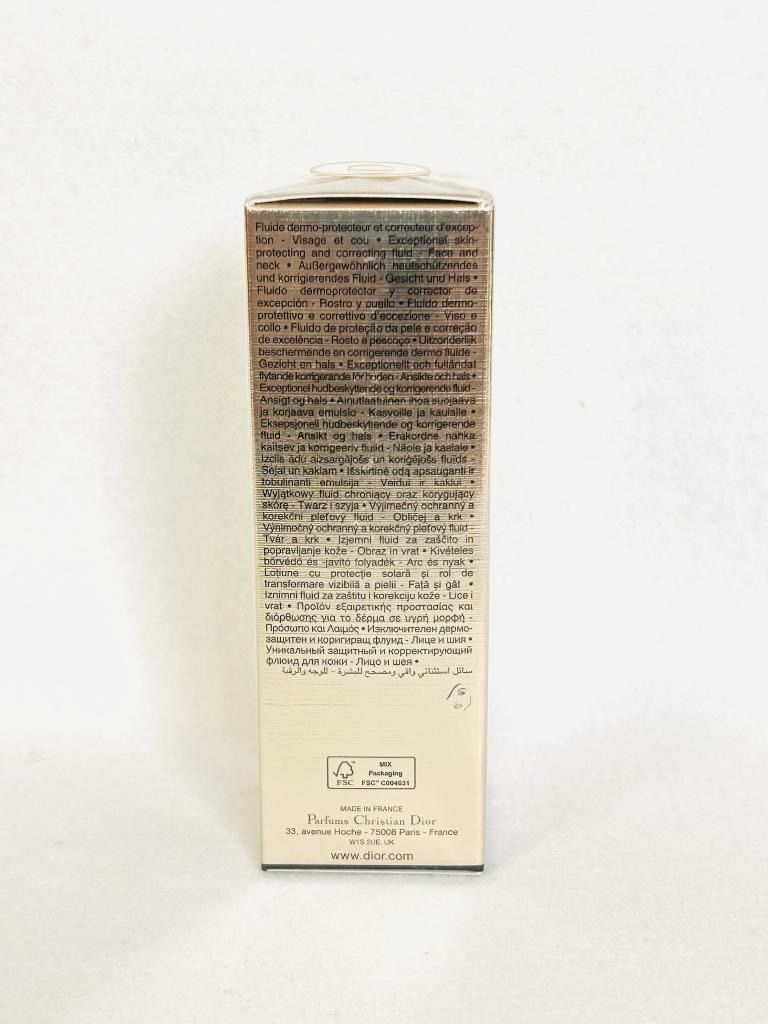 Fluide dermo-protecteur et correcteur d'excep-
tion - Visage et cou • Exceptional skin-
protecting and correcting fluid - Face and
neck • Außergewöhnlich hautschützendes
und korrigierendes Fluid - Gesicht und Hals •
Fluido dermoprotector y corrector de
excepción - Rostro y cuello • Fluido dermo-
protettivo e correttivo d'eccezione - Viso e
collo • Fluido de proteção da pele e correção
de excelência - Rosto e pescoço • Uitzonderlijk
beschermende en corrigerende dermo fluide -
Gezicht en hals • Exceptionellt och fulländat
flytande korrigerande för huden - Ansikte och hals •
Exceptionel hudbeskyttende og korrigerende fluid -
Ansigt og hals • Ainutlaatuinen ihoa suojaava
ja korjaava emulsio - Kasvoille ja kaulalle •
Eksepsjonell hudbeskyttende og korrigerende
fluid - Ansikt og hals • Erakordne nahka
kaitsev ja korrigeeriv fluid - Näole ja kaelale •
Izcils ādu aizsargājošs un koriģējošs fluīds -
Sejai un kaklam • Išskirtinė odą apsauganti ir
tobulinanti emulsija - Veidui ir kaklui •
Wyjątkowy fluid chroniący oraz korygujący
skórę - Twarz i szyja • Výjimečný ochranný a
korekční pleťový fluid - Obličej a krk •
Výnimočný ochranný a korekčný pleťový fluid -
Tvár a krk • Izjemni fluid za zaščito in
popravljanje kože - Obraz in vrat • Kivételes
bőrvédő és -javító folyadék - Arc és nyak •
Loțiune cu protecție solară și rol de
transformare vizibilă a pielii - Față și gât •
Iznimni fluid za zaštitu i korekciju kože - Lice i
vrat • Προϊόν εξαιρετικής προστασίας και
διόρθωσης για το δέρμα σε υγρή μορφή -
Πρόσωπο και Λαιμός • Изключителен дермо-
защитен и коригиращ флуид - Лице и шия •
Уникальный защитный и корректирующий
флюид для кожи - Лицо и шея •
سائل استثنائي واقي ومصحح للبشرة - للوجه والرقبة
FSC
MIX
Packaging
FSC™ C004631
MADE IN FRANCE
Parfums Christian Dior
33, avenue Hoche - 75008 Paris - France
W1S 2UE, UK
www.dior.com